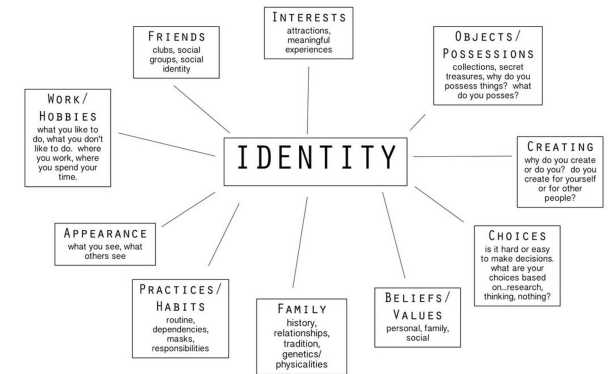 INTERESTS
attractions,
meaningful
experiences
FRIENDS
clubs, social
groups, social
identity
OBJECTS/
POSSESSIONS
collections, secret
treasures, why do you
possess things? what
do you posses?
WORK/
HOBBIES
what you like to
do, what you don't
like to do. where
you work, where
you spend your
time.
IDENTITY
CREATING
why do you create
or do you? do you
create for yourself
or for other
people?
APPEARANCE
what you see, what
others see
CHOICES
is it hard or easy
to make decisions.
what are your
choices based
on...research,
thinking, nothing?
PRACTICES/
HABITS
routine,
dependencies,
masks,
responsibilities
FAMILY
history,
relationships,
tradition,
genetics/
physicalities
BELIEFS/
VALUES
personal, family,
social